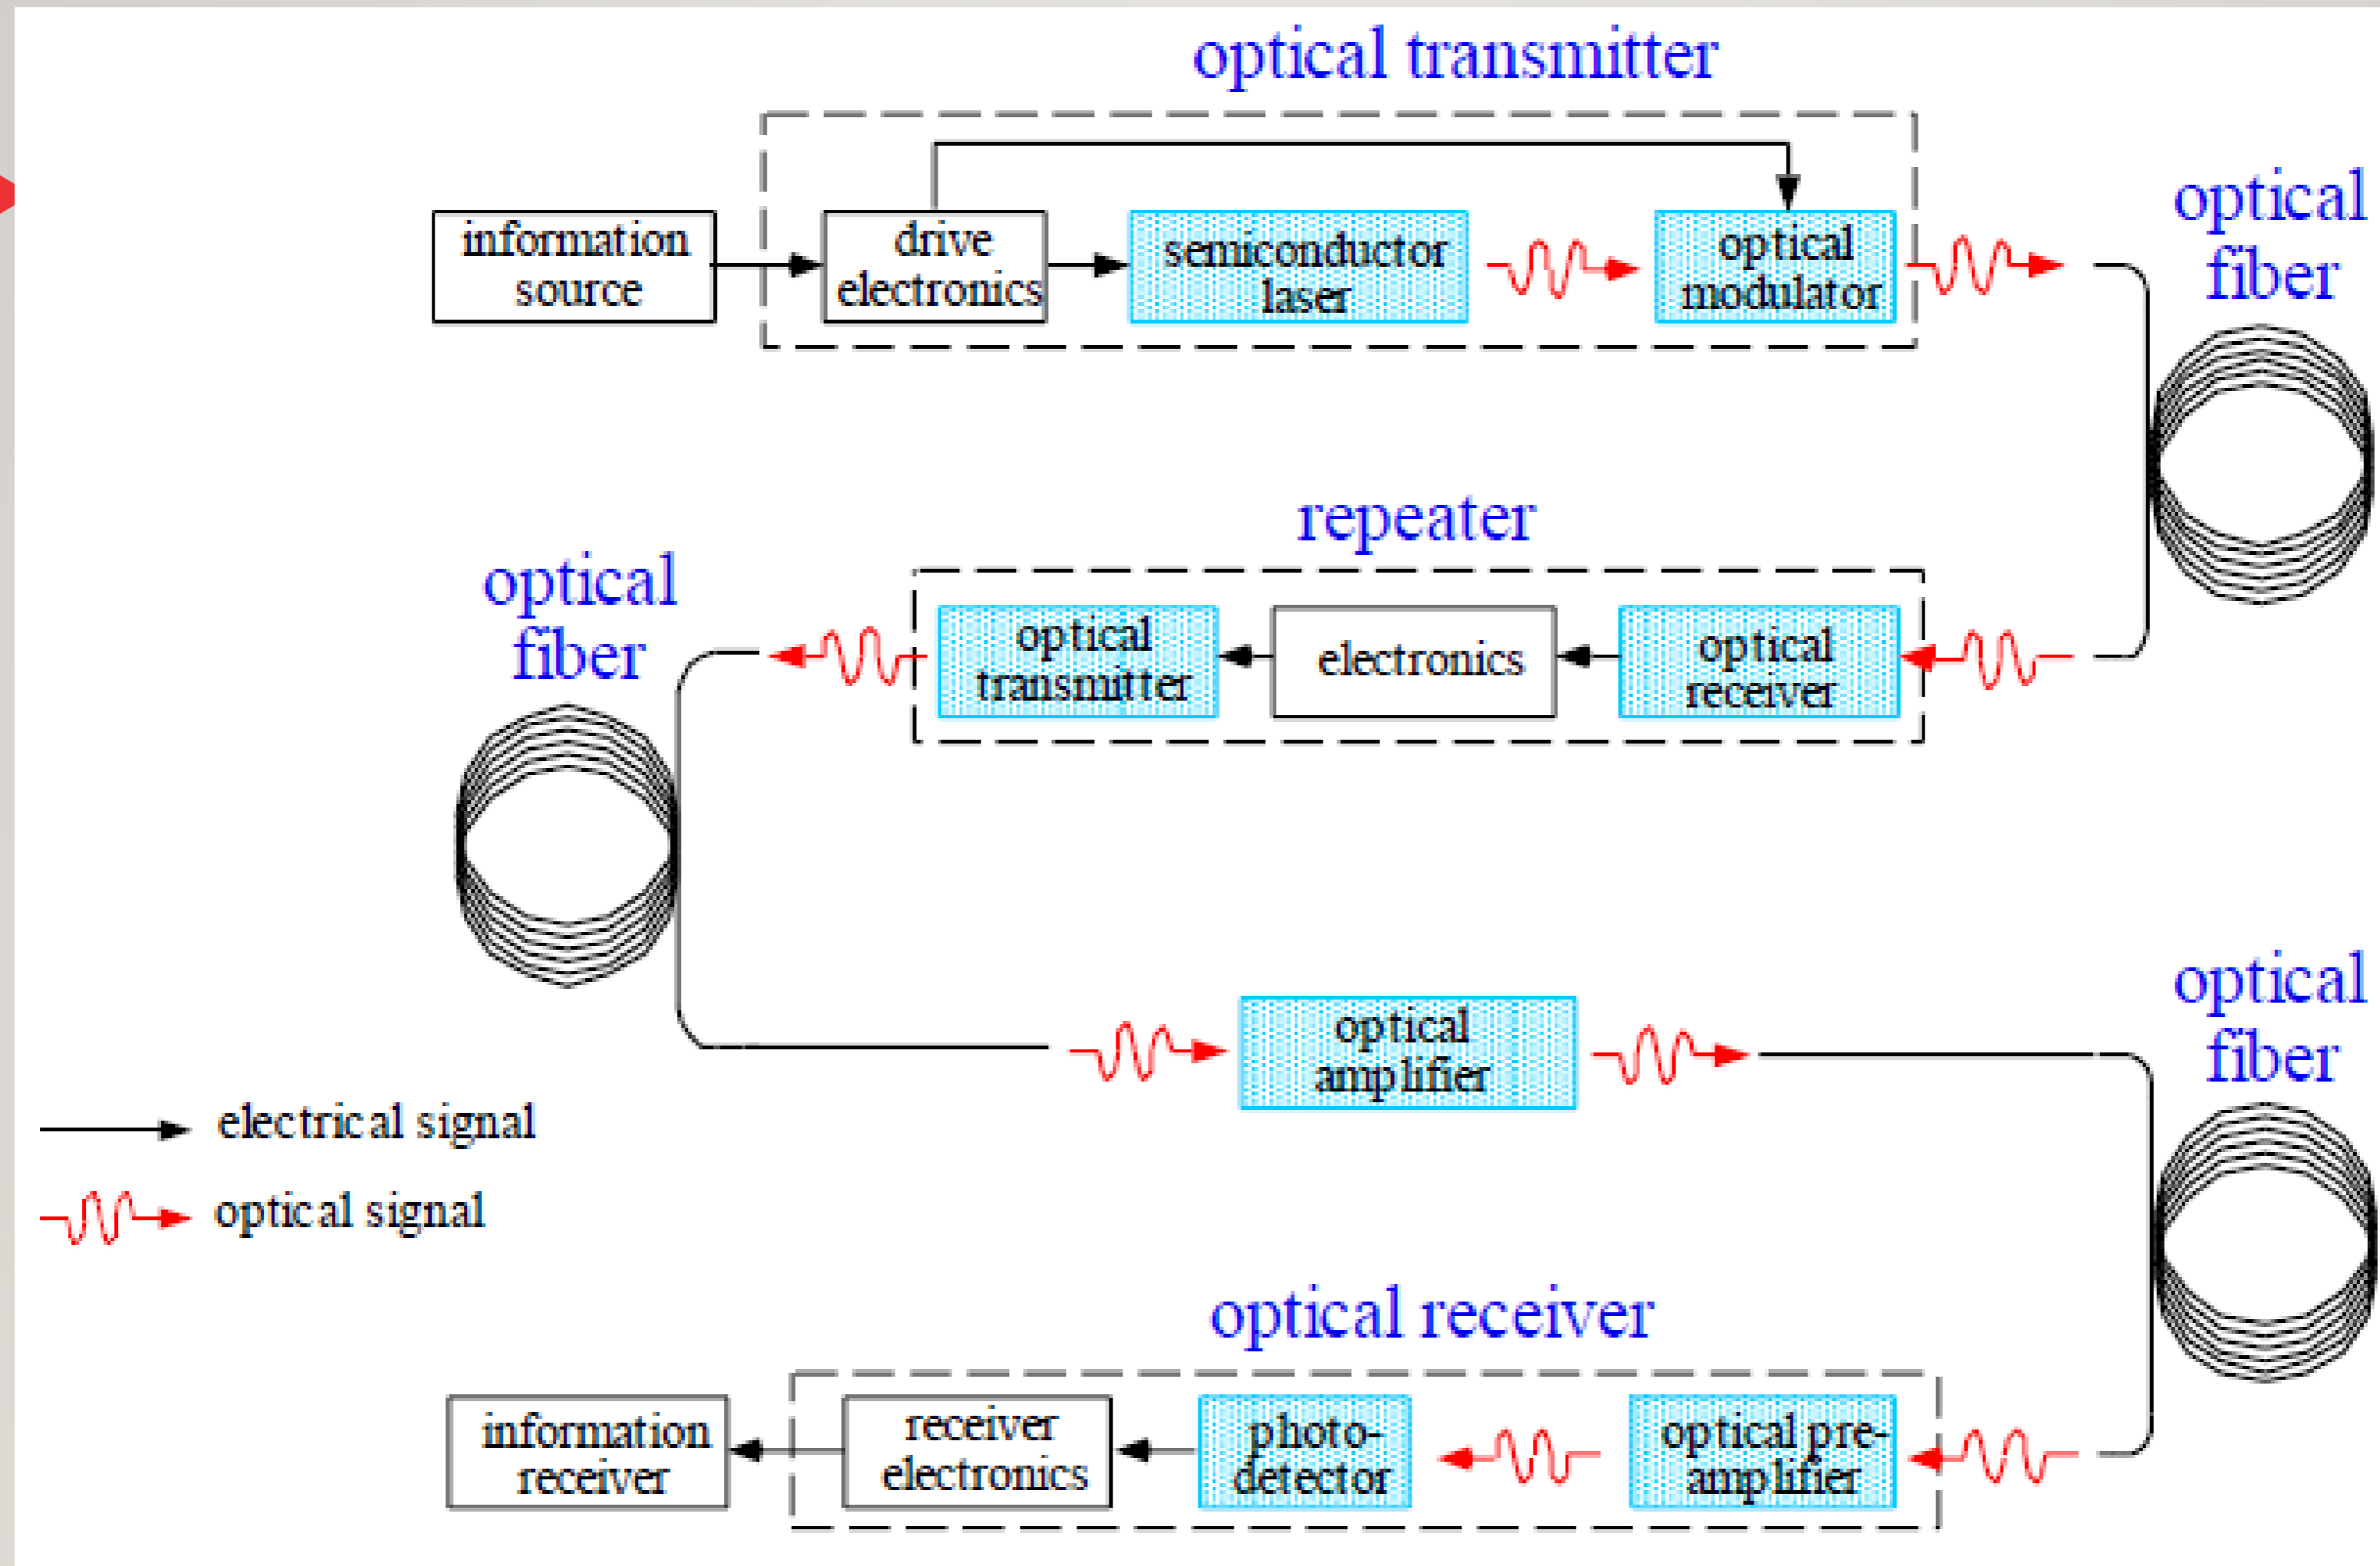 optical transmitter
information
source
drive
electronics
semiconductor
laser
optical
modulator
optical
fiber
repeater
optical
fiber
optical
transmitter
electronics
optical
receiver
optical
amplifier
optical
fiber
electrical signal
optical signal
optical receiver
information
receiver
receiver
electronics
photo-
detector
optical pre-
amplifier